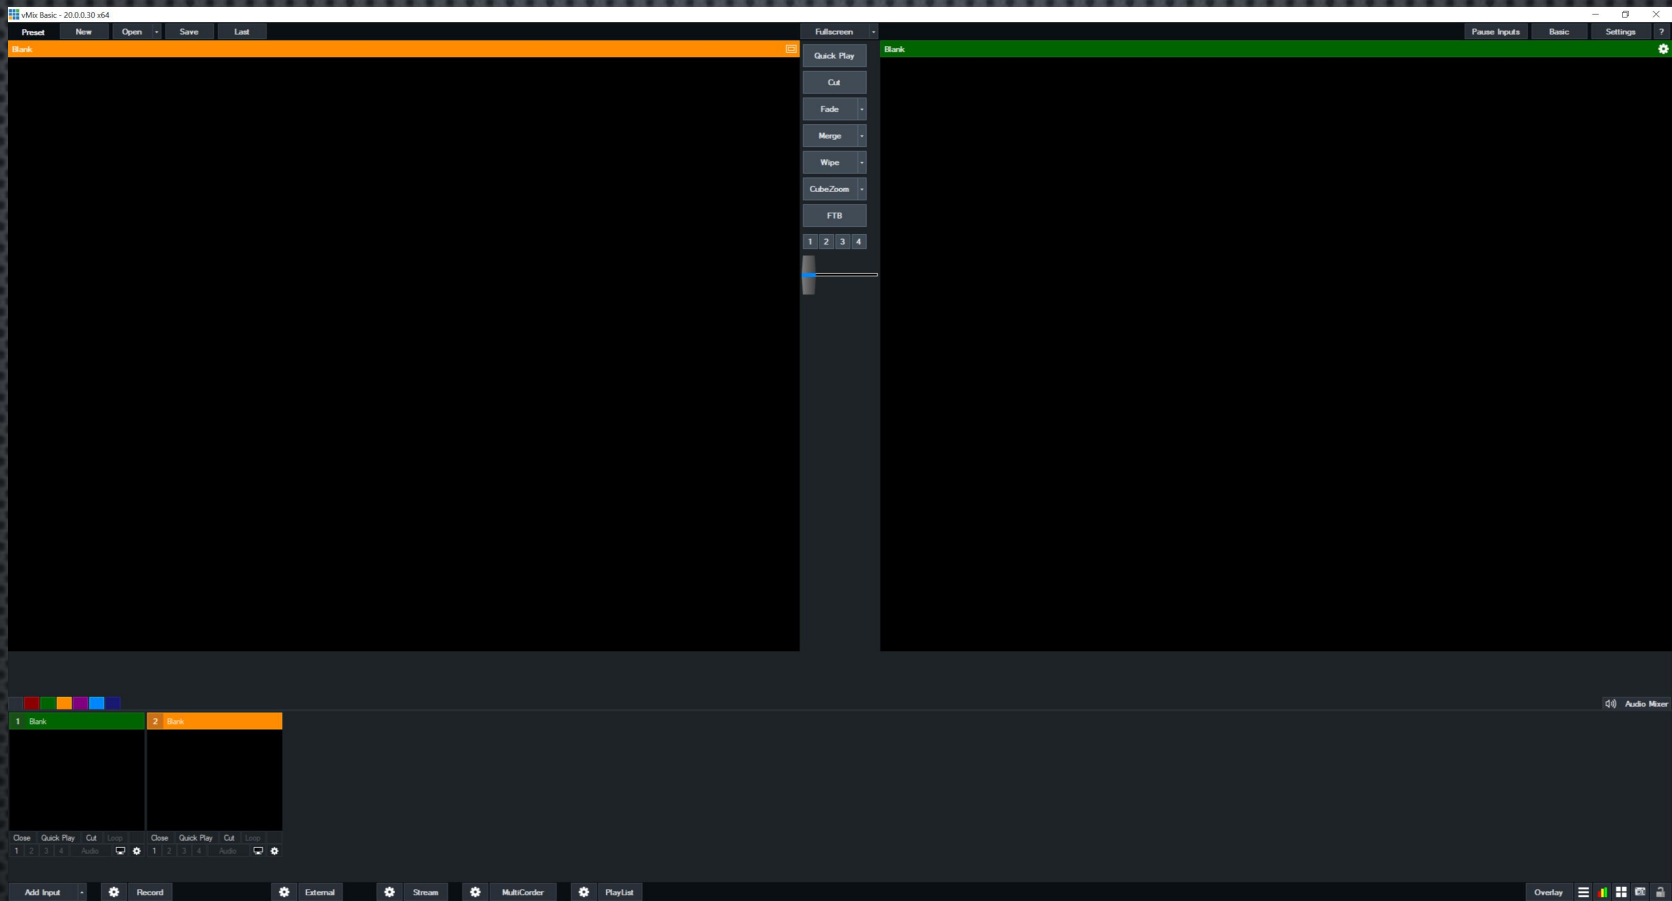 vMix Basic - 20.0.0.30 x64
Preset New Open Save Last Fullscreen Pause Inputs Basic Settings ?
Blank Blank
Quick Play
Cut
Fade
Merge
Wipe
CubeZoom
FTB
1 2 3 4
Audio Mixer
1 Blank 2 Blank
Close Quick Play Cut Loop Close Quick Play Cut Loop
1 2 3 4 Audio 1 2 3 4 Audio
Add Input Record External Stream MultiCorder PlayList Overlay